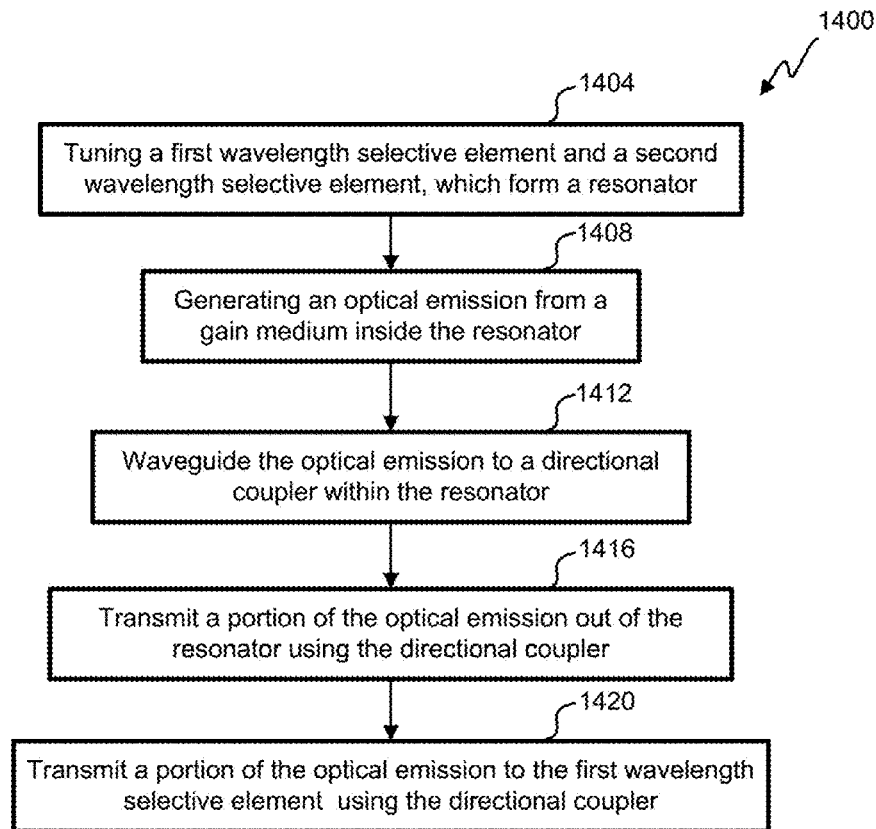 1400
1404
Tuning a first wavelength selective element and a second
wavelength selective element, which form a resonator
1408
Generating an optical emission from a
gain medium inside the resonator
1412
Waveguide the optical emission to a directional
coupler within the resonator
1416
Transmit a portion of the optical emission out of the
resonator using the directional coupler
1420
Transmit a portion of the optical emission to the first wavelength
selective element using the directional coupler